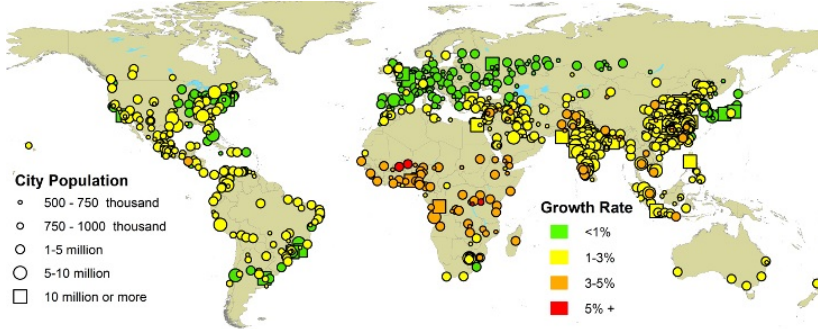 City Population
500 - 750 thousand
750 - 1000 thousand
1-5 million
5-10 million
10 million or more
Growth Rate
<1%
1-3%
3-5%
5% +